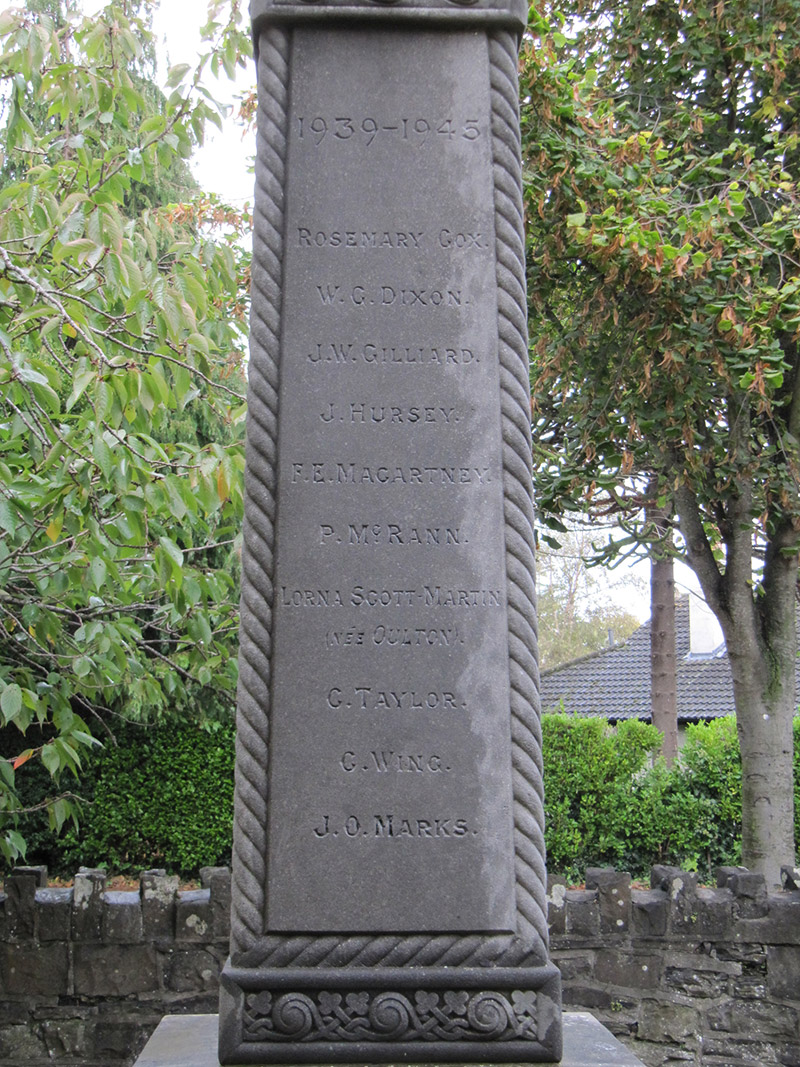 1939-1945
ROSEMARY COX.
W. G. DIXON.
J. W. GILLIARD.
J. HURSEY.
F. E. MACARTNEY.
P. McRANN.
LORNA SCOTT-MARTIN
(NÉE OULTON).
C. TAYLOR.
G. WING.
J. O. MARKS.